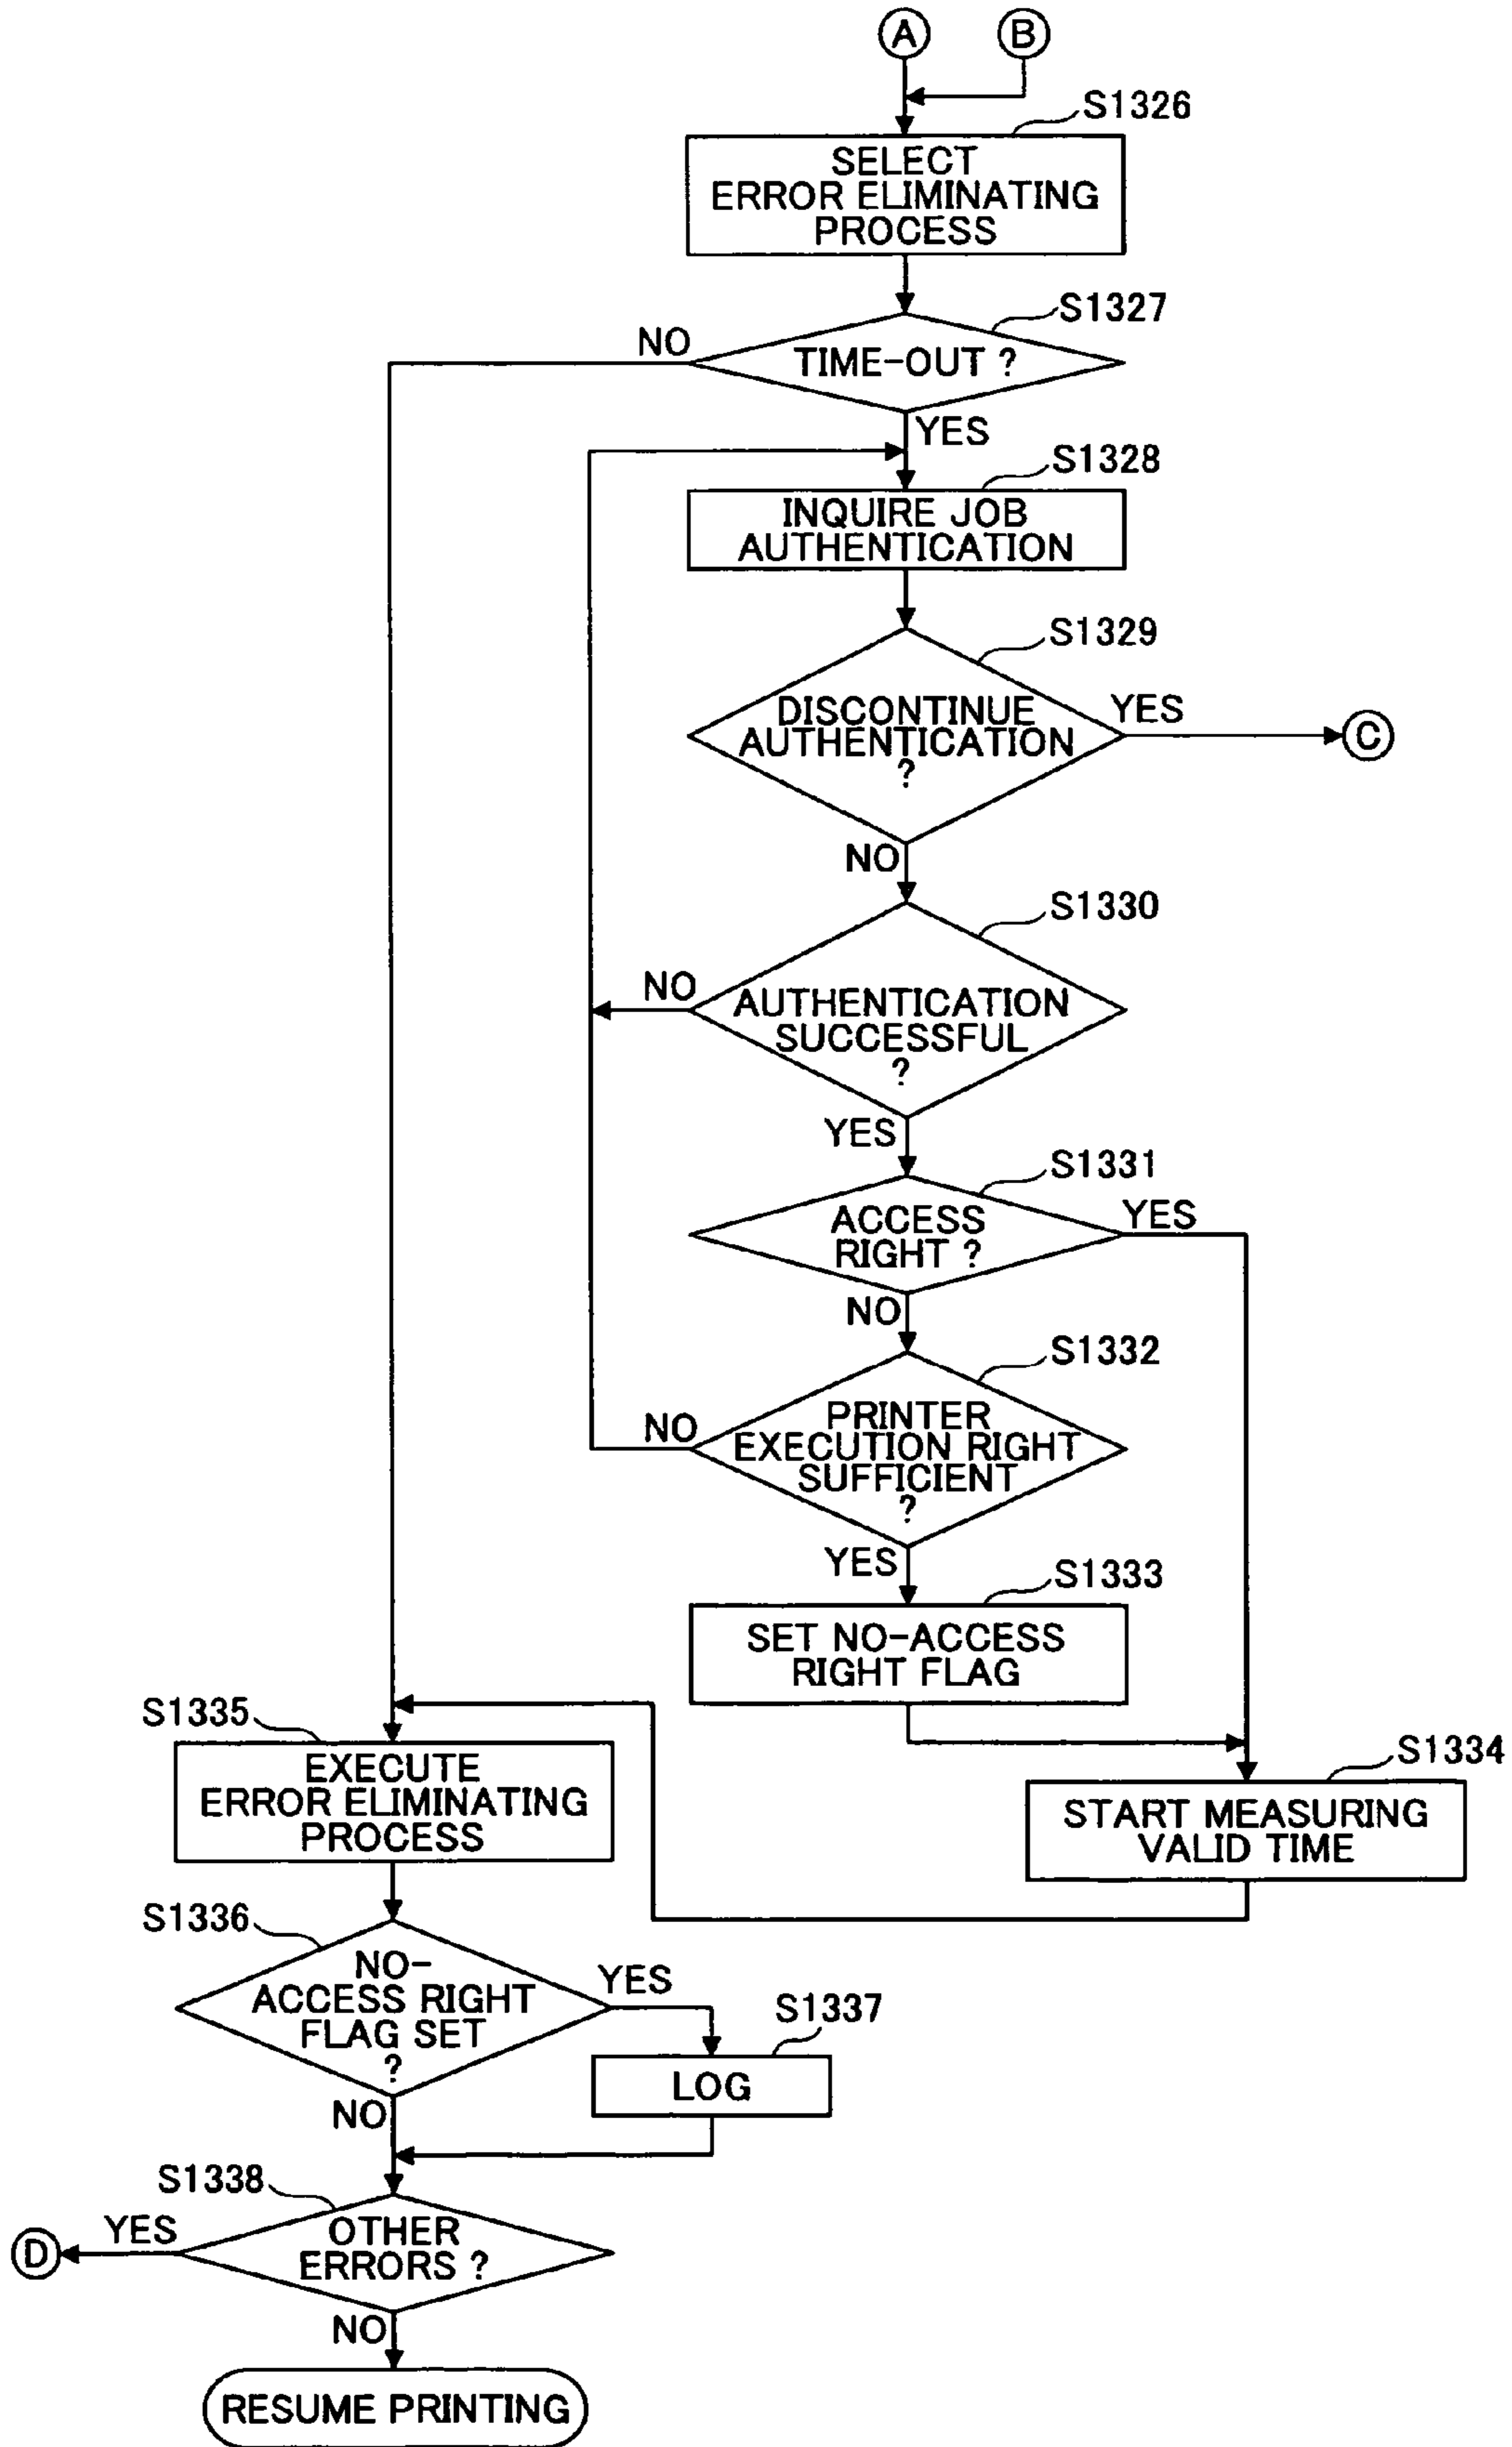 A
B
S1326
SELECT
ERROR ELIMINATING
PROCESS
S1327
NO
TIME-OUT ?
YES
S1328
INQUIRE JOB
AUTHENTICATION
S1329
DISCONTINUE
AUTHENTICATION
?
YES
C
NO
S1330
NO
AUTHENTICATION
SUCCESSFUL
?
YES
S1331
ACCESS
RIGHT ?
YES
NO
S1332
NO
PRINTER
EXECUTION RIGHT
SUFFICIENT
?
YES
S1333
SET NO-ACCESS
RIGHT FLAG
S1334
START MEASURING
VALID TIME
S1335
EXECUTE
ERROR ELIMINATING
PROCESS
S1336
NO-
ACCESS RIGHT
FLAG SET
?
YES
S1337
LOG
NO
S1338
YES
D
OTHER
ERRORS ?
NO
RESUME PRINTING